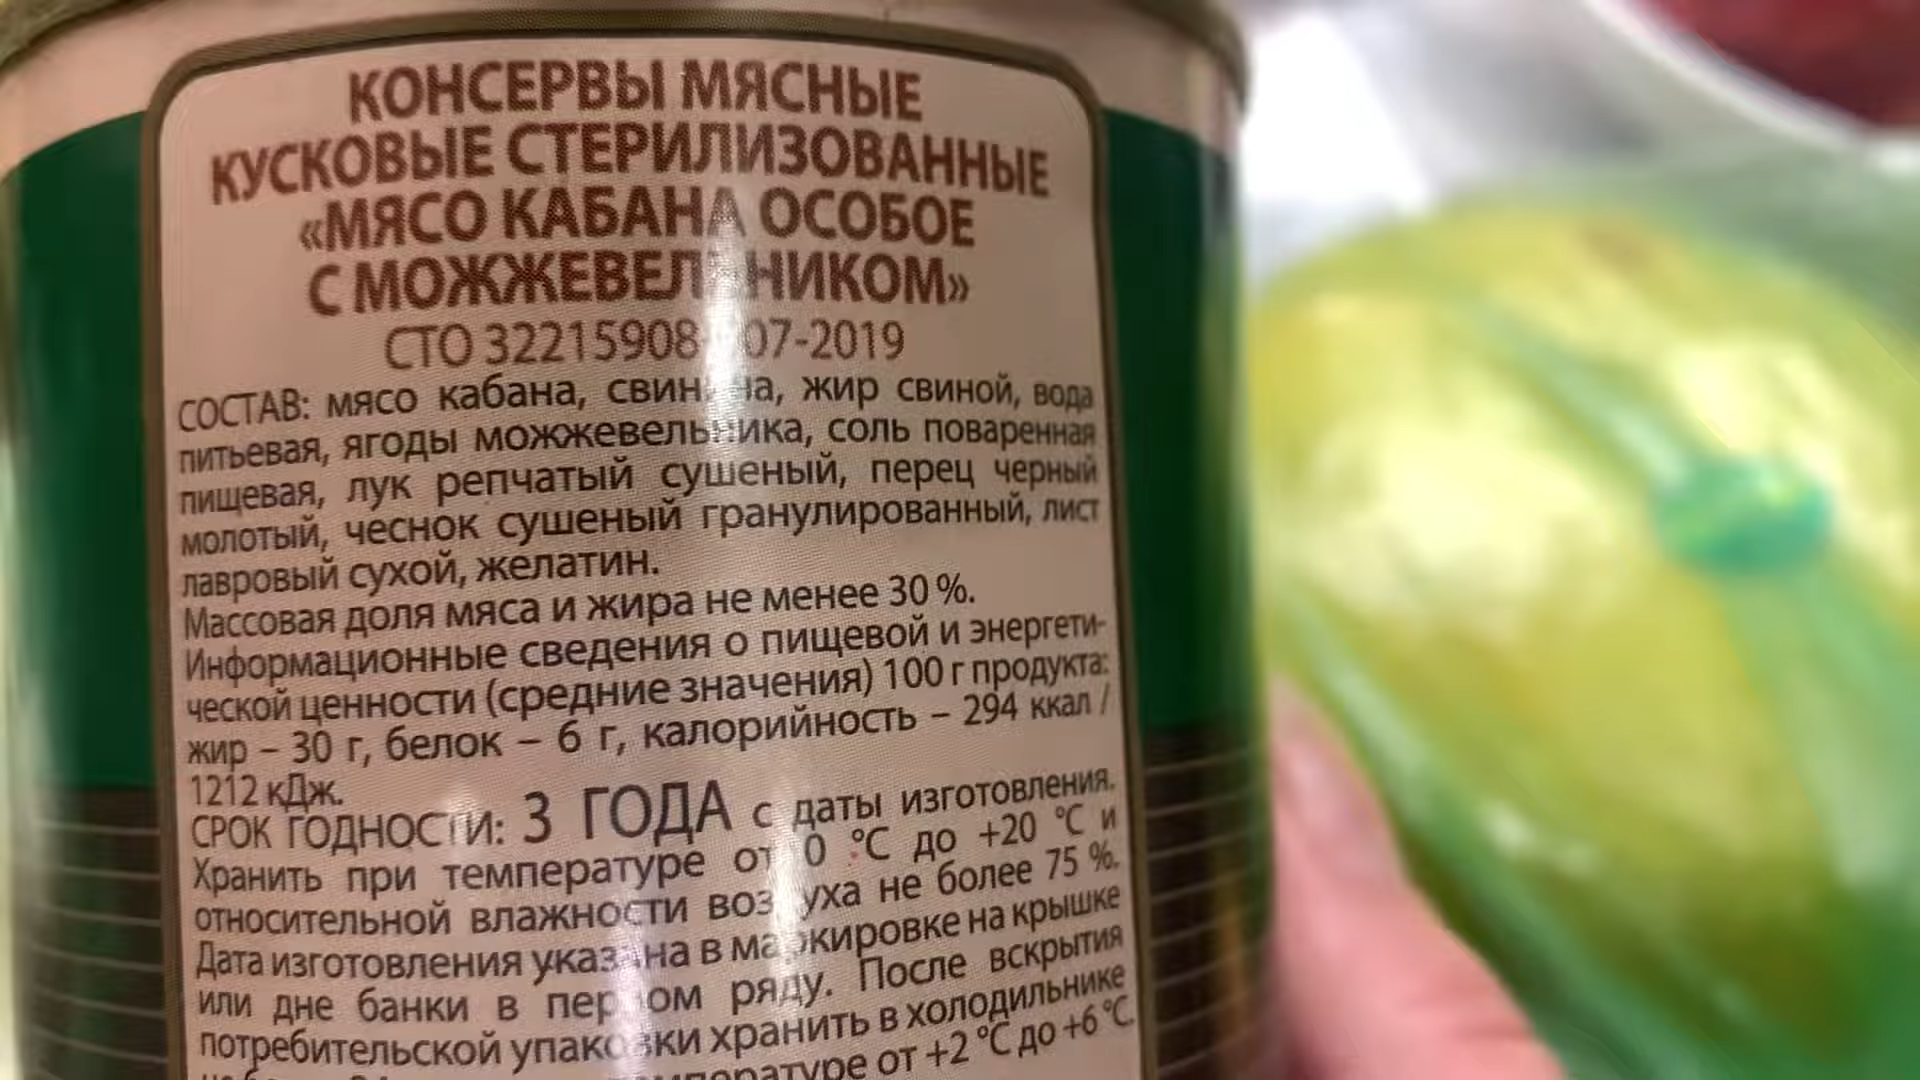 КОНСЕРВЫ МЯСНЫЕ
КУСКОВЫЕ СТЕРИЛИЗОВАННЫЕ
«МЯСО КАБАНА ОСОБОЕ
С МОЖЖЕВЕЛЬНИКОМ»
СТО 07-2019
СОСТАВ: мясо кабана, свинина, жир свиной, вода
питьевая, ягоды можжевельника, соль поваренная
пищевая, лук репчатый сушеный, перец черный
молотый, чеснок сушеный гранулированный, лист
лавровый сухой, желатин.
Массовая доля мяса и жира не менее 30 %.
Информационные сведения о пищевой и энергети-
ческой ценности (средние значения) 100 г продукта:
жир – 30 г, белок – 6 г, калорийность – 294 ккал /
1212 кДж.
СРОК ГОДНОСТИ: 3 ГОДА с даты изготовления.
Хранить при температуре от 0 °С до +20 °С и
относительной влажности воздуха не более 75 %.
Дата изготовления указана в маркировке на крышке
или дне банки в первом ряду. После вскрытия
потребительской упаковки хранить в холодильнике
температуре от +2 °С до +6 °С.